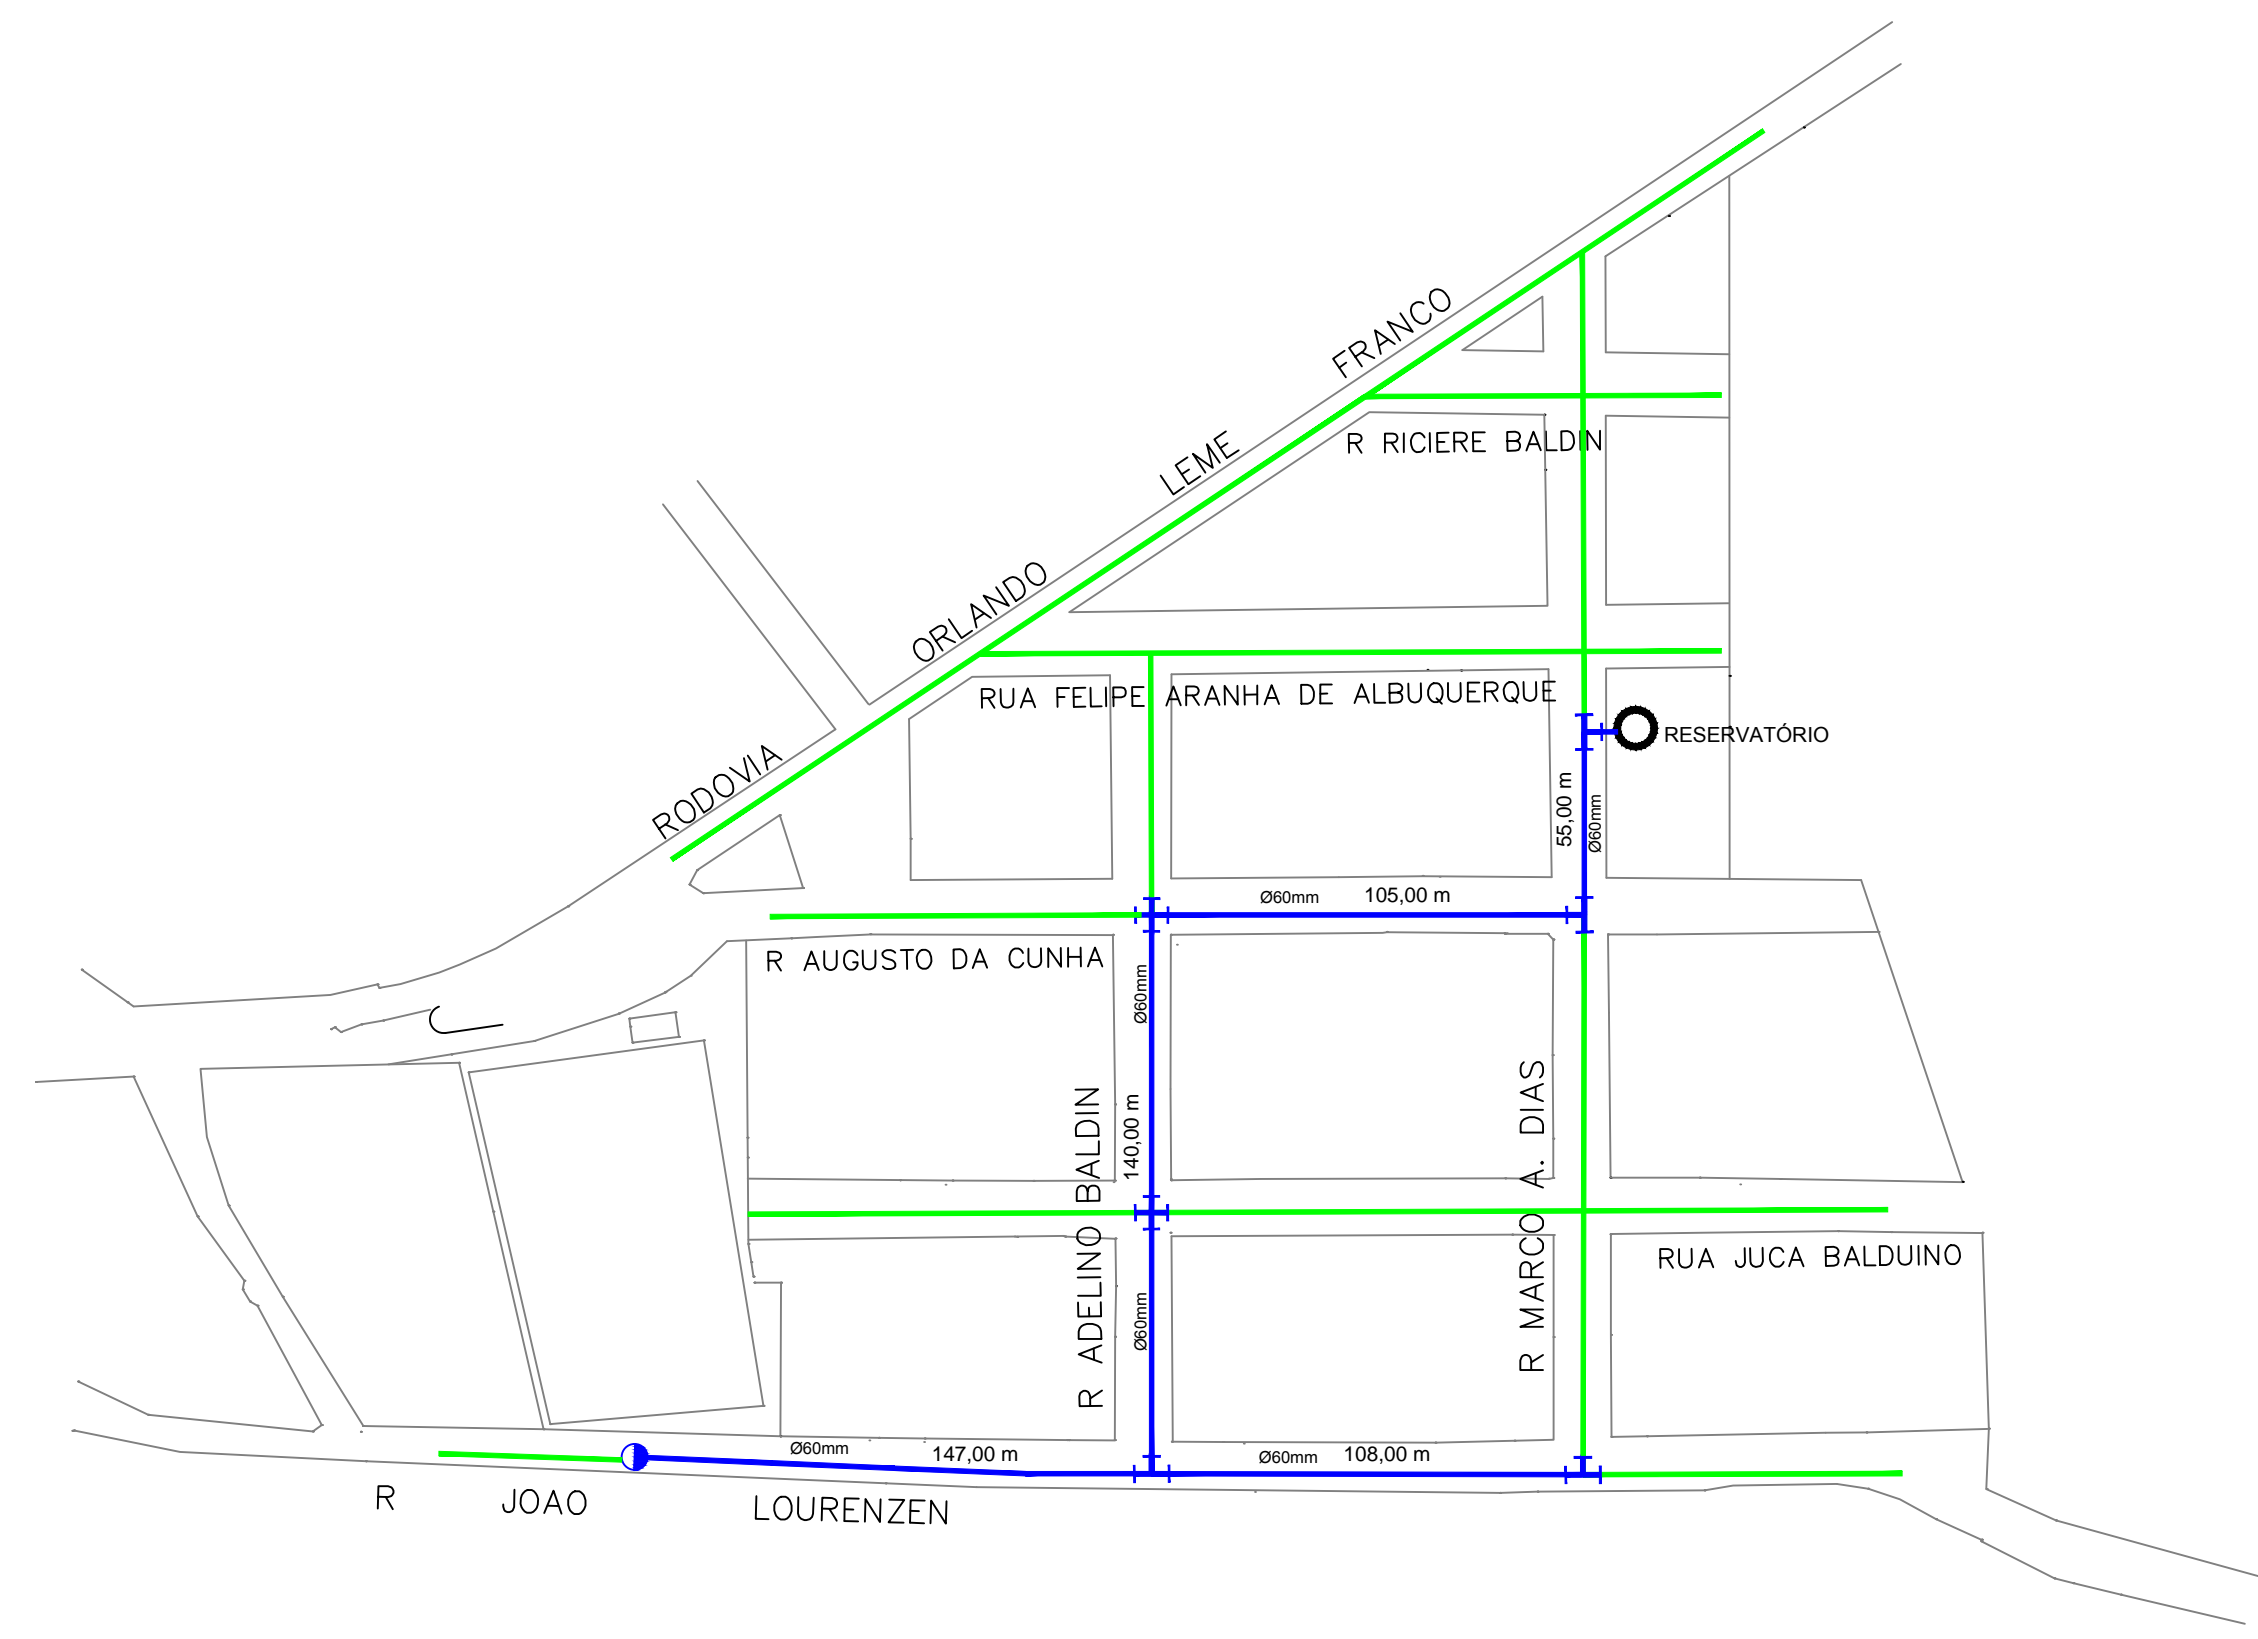 FRANCO
LEME
R RICIERE BALDIN
ORLANDO
RUA FELIPE ARANHA DE ALBUQUERQUE
RESERVATÓRIO
RODOVIA
55,00 m
Ø60mm
Ø60mm 105,00 m
R AUGUSTO DA CUNHA
Ø60mm
140,00 m
R ADELINO BALDIN
R MARCO A. DIAS
RUA JUCA BALDUINO
Ø60mm
Ø60mm 147,00 m
Ø60mm 108,00 m
R JOAO LOURENZEN